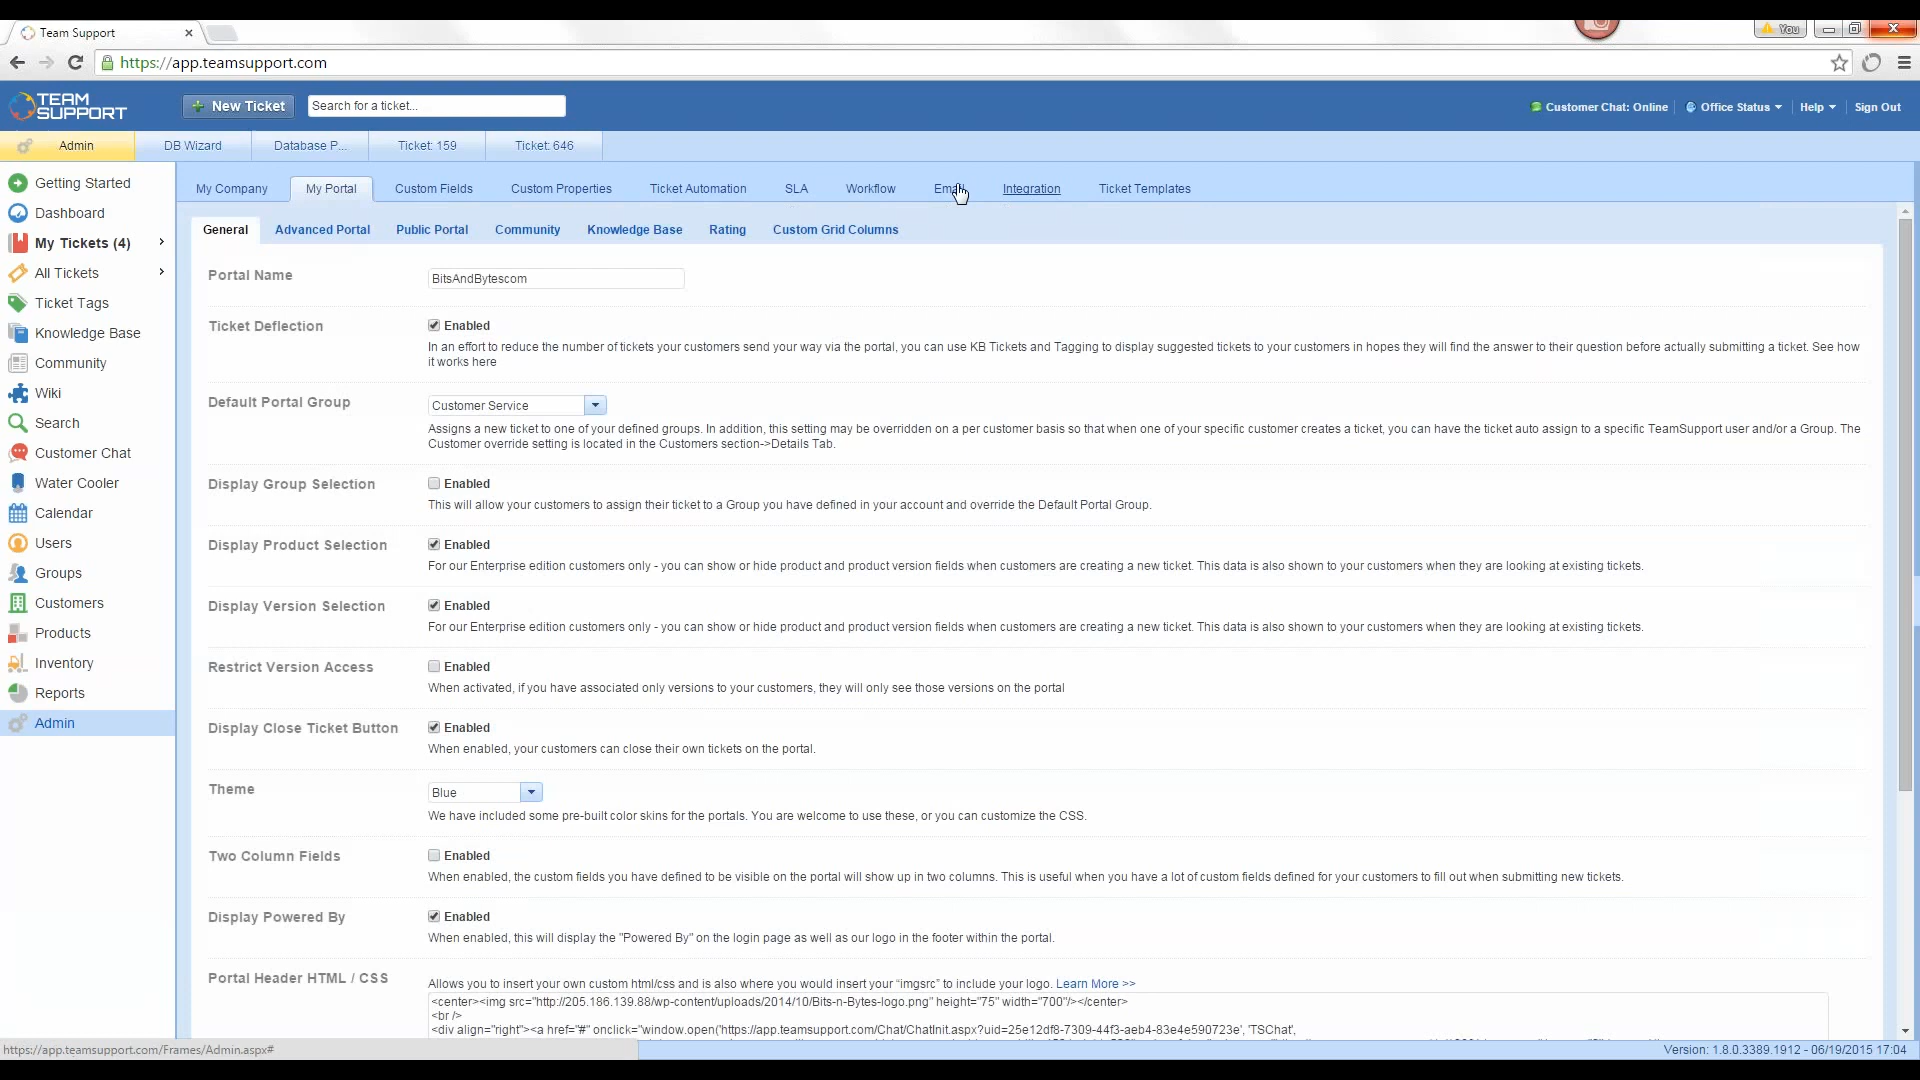 Team Support
You
https://app.teamsupport.com
TEAM
SUPPORT
New Ticket
Search for a ticket...
Customer Chat: Online
Office Status
Help
Sign Out
Admin
DB Wizard
Database P...
Ticket: 159
Ticket: 646
Getting Started
Dashboard
My Tickets (4)
All Tickets
Ticket Tags
Knowledge Base
Community
Wiki
Search
Customer Chat
Water Cooler
Calendar
Users
Groups
Customers
Products
Inventory
Reports
Admin
My Company
My Portal
Custom Fields
Custom Properties
Ticket Automation
SLA
Workflow
Email
Integration
Ticket Templates
General
Advanced Portal
Public Portal
Community
Knowledge Base
Rating
Custom Grid Columns
Portal Name
BitsAndBytescom
Ticket Deflection
Enabled
In an effort to reduce the number of tickets your customers send your way via the portal, you can use KB Tickets and Tagging to display suggested tickets to your customers in hopes they will find the answer to their question before actually submitting a ticket. See how
it works here
Default Portal Group
Customer Service
Assigns a new ticket to one of your defined groups. In addition, this setting may be overridden on a per customer basis so that when one of your specific customer creates a ticket, you can have the ticket auto assign to a specific TeamSupport user and/or a Group. The
Customer override setting is located in the Customers section->Details Tab.
Display Group Selection
Enabled
This will allow your customers to assign their ticket to a Group you have defined in your account and override the Default Portal Group.
Display Product Selection
Enabled
For our Enterprise edition customers only - you can show or hide product and product version fields when customers are creating a new ticket. This data is also shown to your customers when they are looking at existing tickets.
Display Version Selection
Enabled
For our Enterprise edition customers only - you can show or hide product and product version fields when customers are creating a new ticket. This data is also shown to your customers when they are looking at existing tickets.
Restrict Version Access
Enabled
When activated, if you have associated only versions to your customers, they will only see those versions on the portal
Display Close Ticket Button
Enabled
When enabled, your customers can close their own tickets on the portal.
Theme
Blue
We have included some pre-built color skins for the portals. You are welcome to use these, or you can customize the CSS.
Two Column Fields
Enabled
When enabled, the custom fields you have defined to be visible on the portal will show up in two columns. This is useful when you have a lot of custom fields defined for your customers to fill out when submitting new tickets.
Display Powered By
Enabled
When enabled, this will display the "Powered By" on the login page as well as our logo in the footer within the portal.
Portal Header HTML / CSS
Allows you to insert your own custom html/css and is also where you would insert your “imgsrc” to include your logo. Learn More >>
<center><img src="http://205.186.139.88/wp-content/uploads/2014/10/Bits-n-Bytes-logo.png" height="75" width="700"/></center>
<br />
<div align="right"><a href="#" onclick="window.open('https://app.teamsupport.com/Chat/ChatInit.aspx?uid=25e12df8-7309-44f3-aeb4-83e4e590723e', 'TSChat',
https://app.teamsupport.com/Frames/Admin.aspx#
Version: 1.8.0.3389.1912 - 06/19/2015 17:04